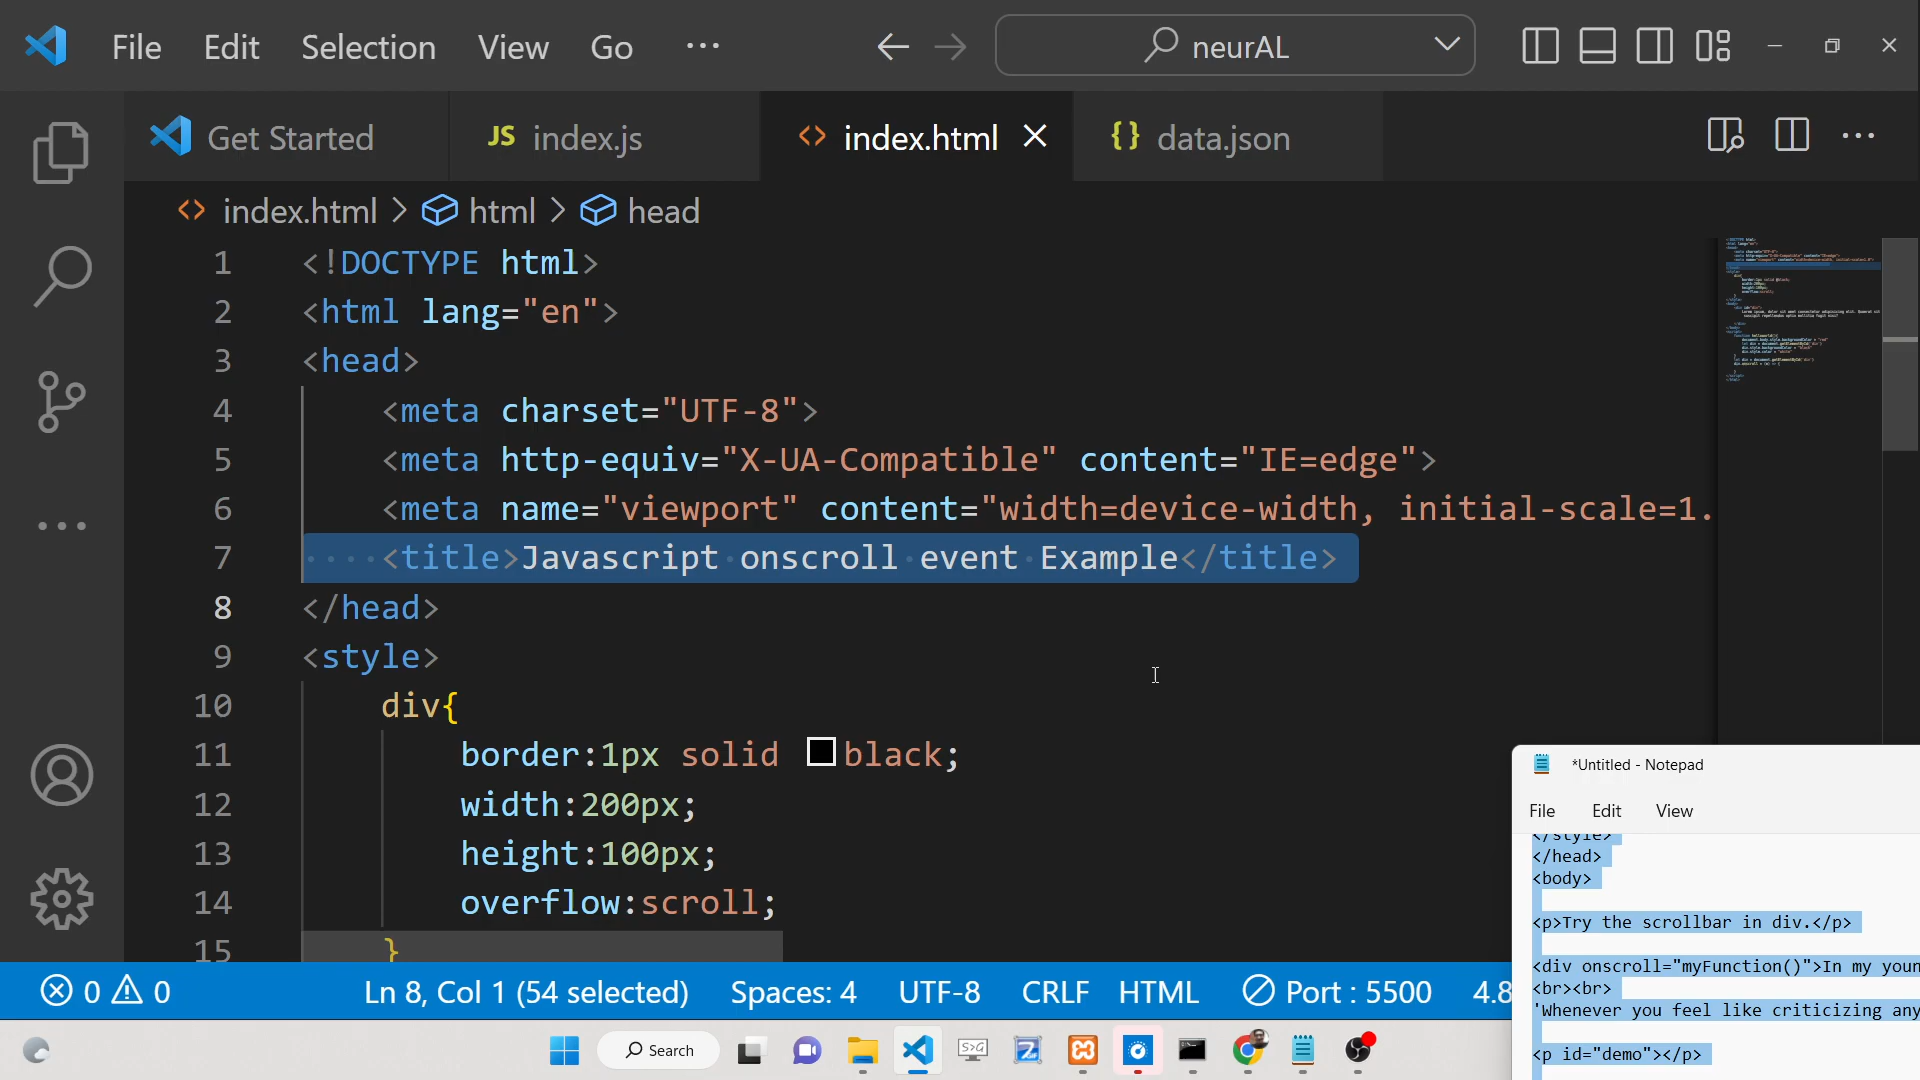 File Edit Selection View Go ··· neurAL
Get Started JS index.js <> index.html {} data.json
<> index.html > html > head
1 <!DOCTYPE html>
2 <html lang="en">
3 <head>
4 <meta charset="UTF-8">
5 <meta http-equiv="X-UA-Compatible" content="IE=edge">
6 <meta name="viewport" content="width=device-width, initial-scale=1.
7 <title>Javascript onscroll event Example</title>
8 </head>
9 <style>
10 div{
11 border:1px solid black;
12 width:200px;
13 height:100px;
14 overflow:scroll;
15 }
*Untitled - Notepad
File Edit View
</style>
</head>
<body>
<p>Try the scrollbar in div.</p>
<div onscroll="myFunction()">In my youn
<br><br>
'Whenever you feel like criticizing any
<p id="demo"></p>
0 0 Ln 8, Col 1 (54 selected) Spaces: 4 UTF-8 CRLF HTML Port : 5500 4.8
Search